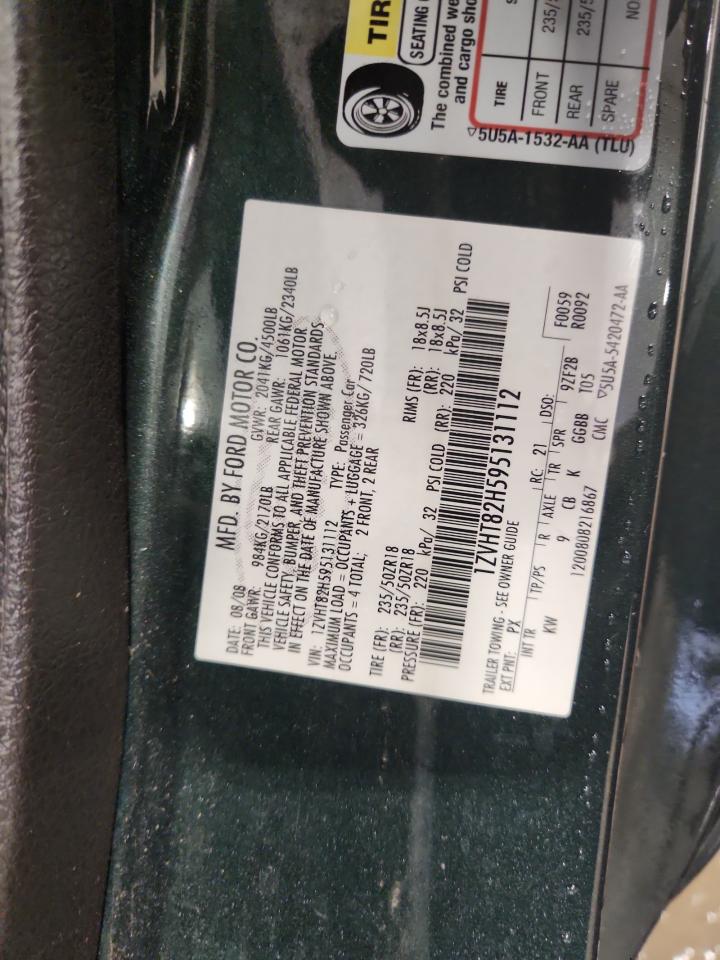 TIR
SEATING
The combined we
and cargo sho
TIRE
FRONT 235/5
REAR 235/5
SPARE NO
5U5A-1532-AA (TLU)
MFD. BY FORD MOTOR CO.
DATE: 08/08 GVWR: 2041KG/4500LB
FRONT GAWR: 984KG/2170LB REAR GAWR: 1061KG/2340LB
THIS VEHICLE CONFORMS TO ALL APPLICABLE FEDERAL MOTOR
VEHICLE SAFETY, BUMPER, AND THEFT PREVENTION STANDARDS
IN EFFECT ON THE DATE OF MANUFACTURE SHOWN ABOVE.
VIN: 1ZVHT82H595131112 TYPE: Passenger Car
MAXIMUM LOAD = OCCUPANTS + LUGGAGE = 326KG/720LB
OCCUPANTS = 4 TOTAL; 2 FRONT, 2 REAR
TIRE (FR): 235/50ZR18 RIMS (FR): 18x8.5J
(RR): 235/50ZR18 (RR): 18x8.5J
PRESSURE (FR): 220 kPa/ 32 PSI COLD (RR): 220 kPa/ 32 PSI COLD
1ZVHT82H595131112
TRAILER TOWING - SEE OWNER GUIDE
EXT PNT: PX RC: 21 DSO:
INT TR TP/PS R AXLE TR SPR F0059
KW 9 CB K GGBB 9ZF2B T05 R0092
1200808216867 CMC 5U5A-5420472-AA